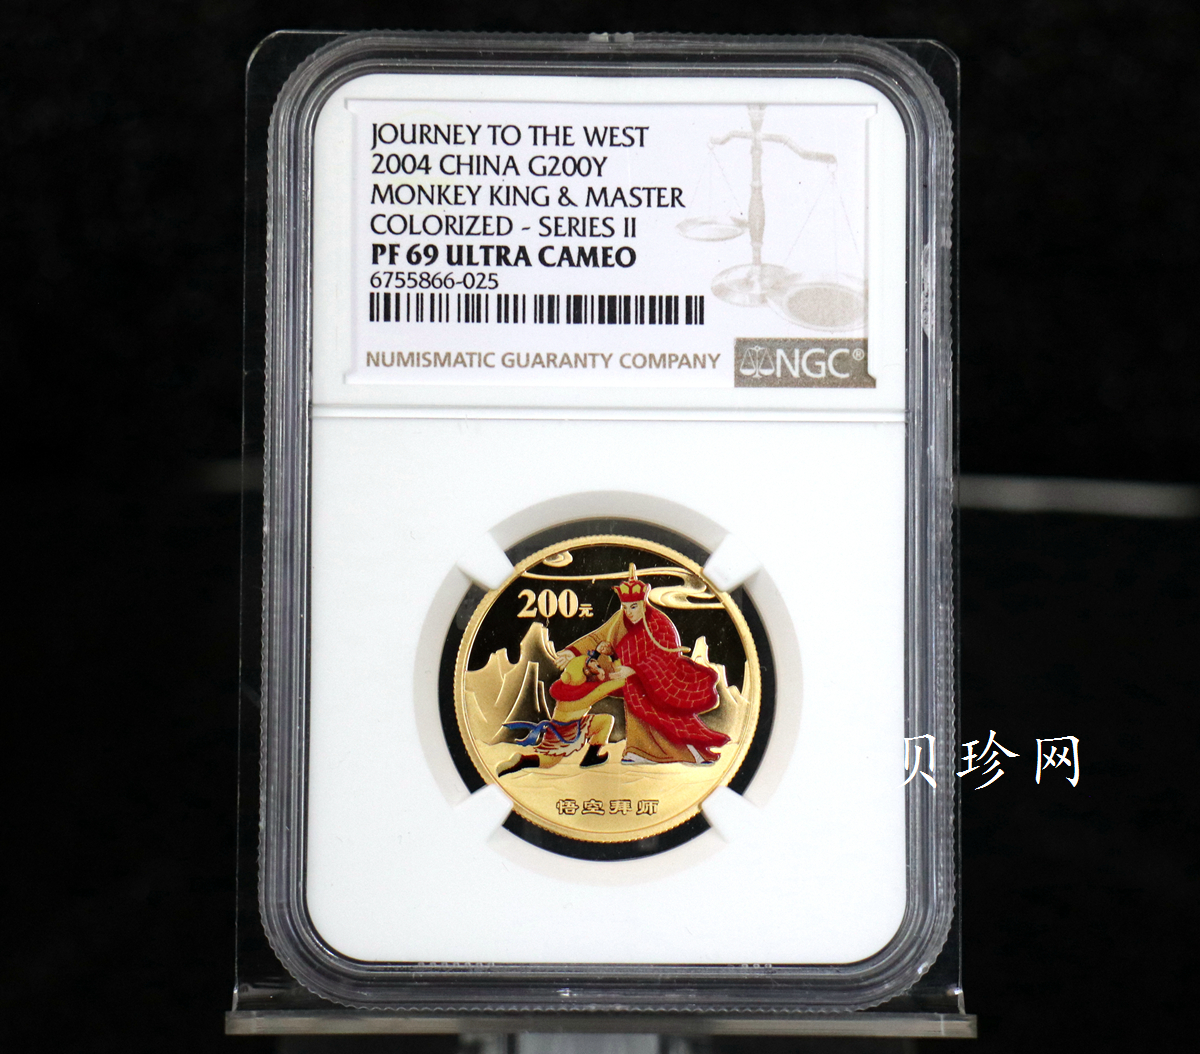 JOURNEY TO THE WEST
2004 CHINA G200Y
MONKEY KING & MASTER
COLORIZED - SERIES II
PF 69 ULTRA CAMEO
6755866-025
NUMISMATIC GUARANTY COMPANY
NGC®
200元
悟空拜师
贝珍网